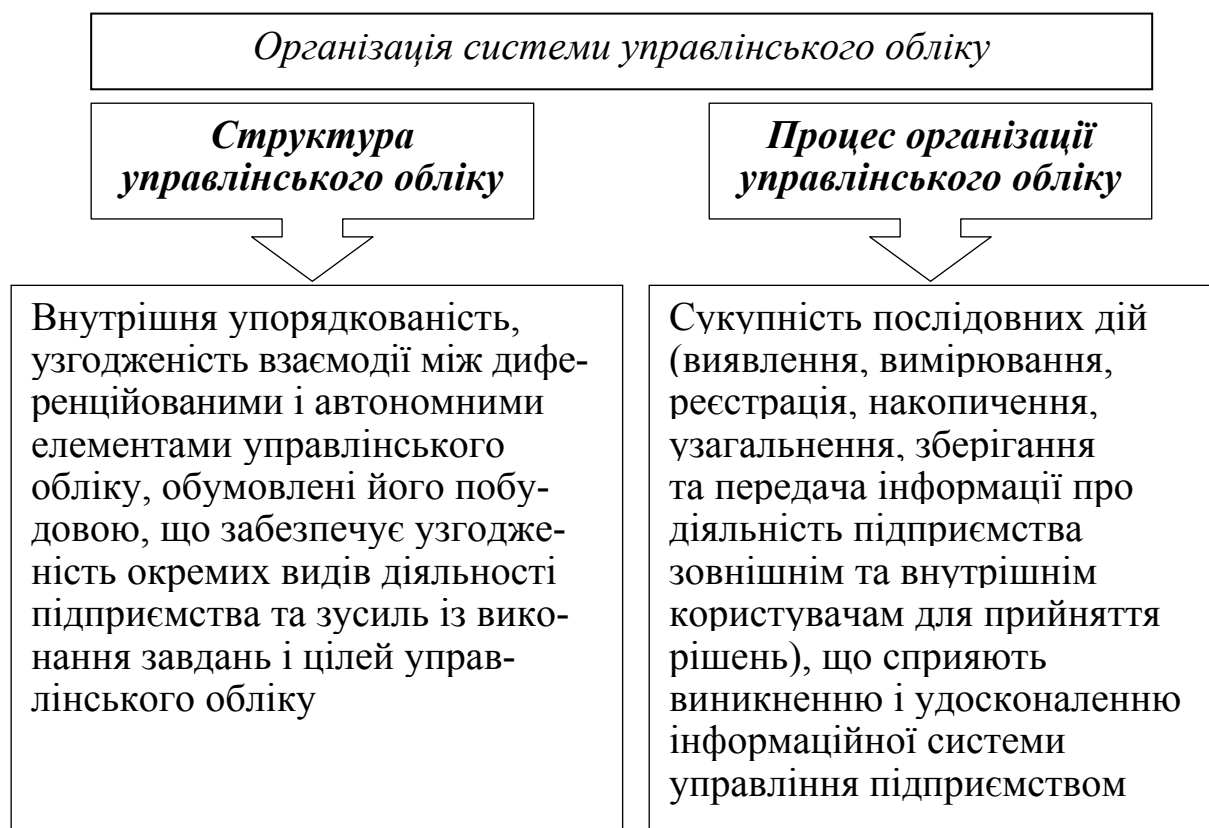 Організація системи управлінського обліку
Структура
управлінського обліку
Процес організації
управлінського обліку
Внутрішня упорядкованість,
узгодженість взаємодії між дифе-
ренційованими і автономними
елементами управлінського
обліку, обумовлені його побу-
довою, що забезпечує узгодже-
ність окремих видів діяльності
підприємства та зусиль із вико-
нання завдань і цілей управ-
лінського обліку
Сукупність послідовних дій
(виявлення, вимірювання,
реєстрація, накопичення,
узагальнення, зберігання
та передача інформації про
діяльність підприємства
зовнішнім та внутрішнім
користувачам для прийняття
рішень), що сприяють
виникненню і удосконаленню
інформаційної системи
управління підприємством